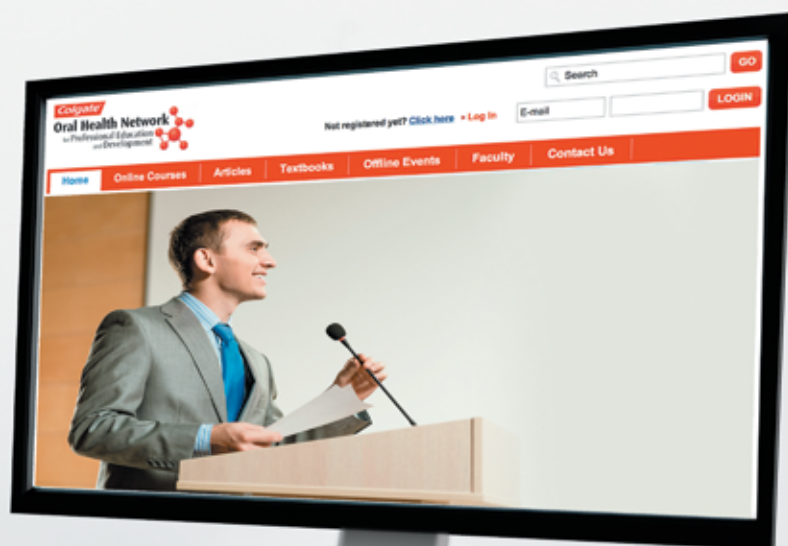 Search
GO
Colgate
Oral Health Network
for Professional Education
and Development
Not registered yet? Click here • Log In
E-mail
LOGIN
Home
Online Courses
Articles
Textbooks
Offline Events
Faculty
Contact Us